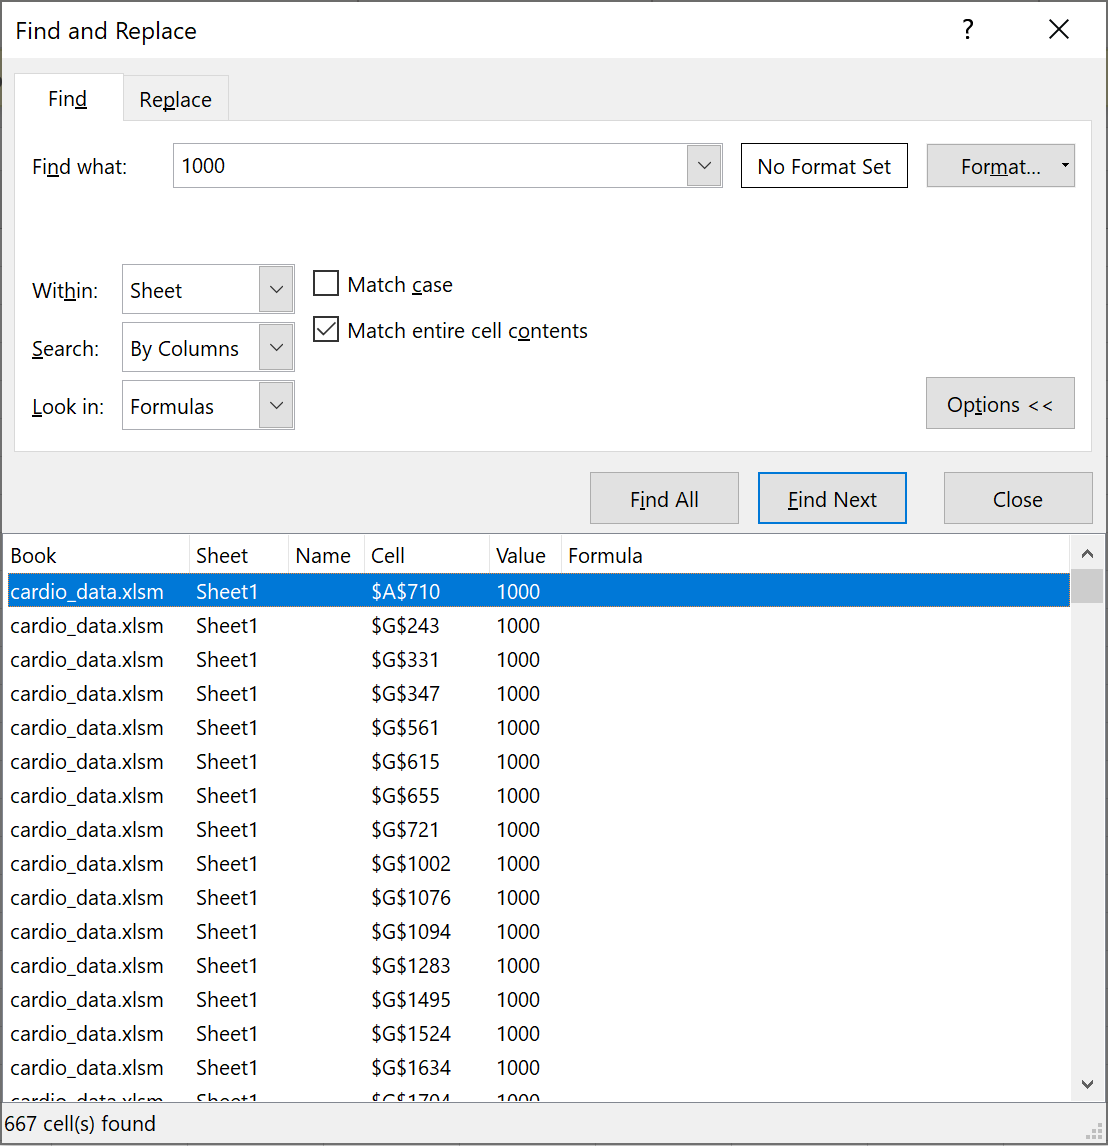 Find and Replace ?
Find Replace
Find what: 1000 No Format Set Format...
Within: Sheet Match case
Search: By Columns Match entire cell contents
Look in: Formulas Options <<
Find All Find Next Close
Book Sheet Name Cell Value Formula
cardio_data.xlsm Sheet1 $A$710 1000
cardio_data.xlsm Sheet1 $G$243 1000
cardio_data.xlsm Sheet1 $G$331 1000
cardio_data.xlsm Sheet1 $G$347 1000
cardio_data.xlsm Sheet1 $G$561 1000
cardio_data.xlsm Sheet1 $G$615 1000
cardio_data.xlsm Sheet1 $G$655 1000
cardio_data.xlsm Sheet1 $G$721 1000
cardio_data.xlsm Sheet1 $G$1002 1000
cardio_data.xlsm Sheet1 $G$1076 1000
cardio_data.xlsm Sheet1 $G$1094 1000
cardio_data.xlsm Sheet1 $G$1283 1000
cardio_data.xlsm Sheet1 $G$1495 1000
cardio_data.xlsm Sheet1 $G$1524 1000
cardio_data.xlsm Sheet1 $G$1634 1000
cardio_data.xlsm Sheet1 $G$1704 1000
667 cell(s) found